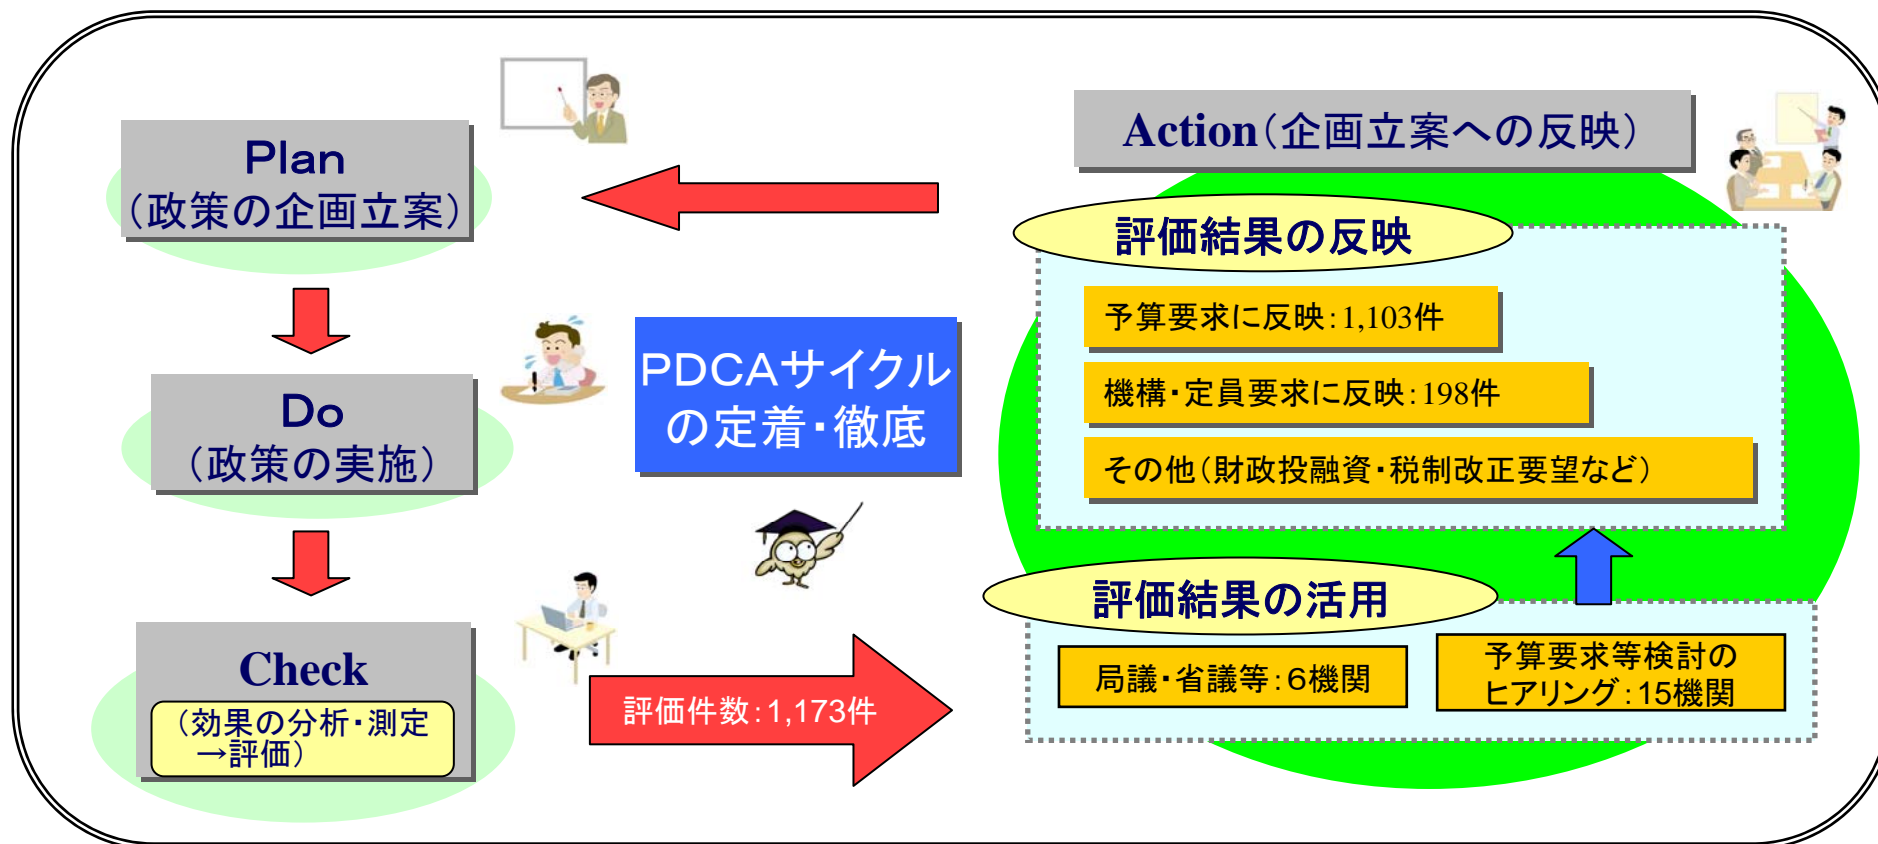 Plan
（政策の企画立案）
Do
（政策の実施）
Check
（効果の分析・測定
→評価）
PDCAサイクル
の定着・徹底
評価件数：1,173件
Action（企画立案への反映）
評価結果の反映
予算要求に反映：1,103件
機構・定員要求に反映：198件
その他（財政投融資・税制改正要望など）
評価結果の活用
局議・省議等：６機関
予算要求等検討の
ヒアリング：15機関